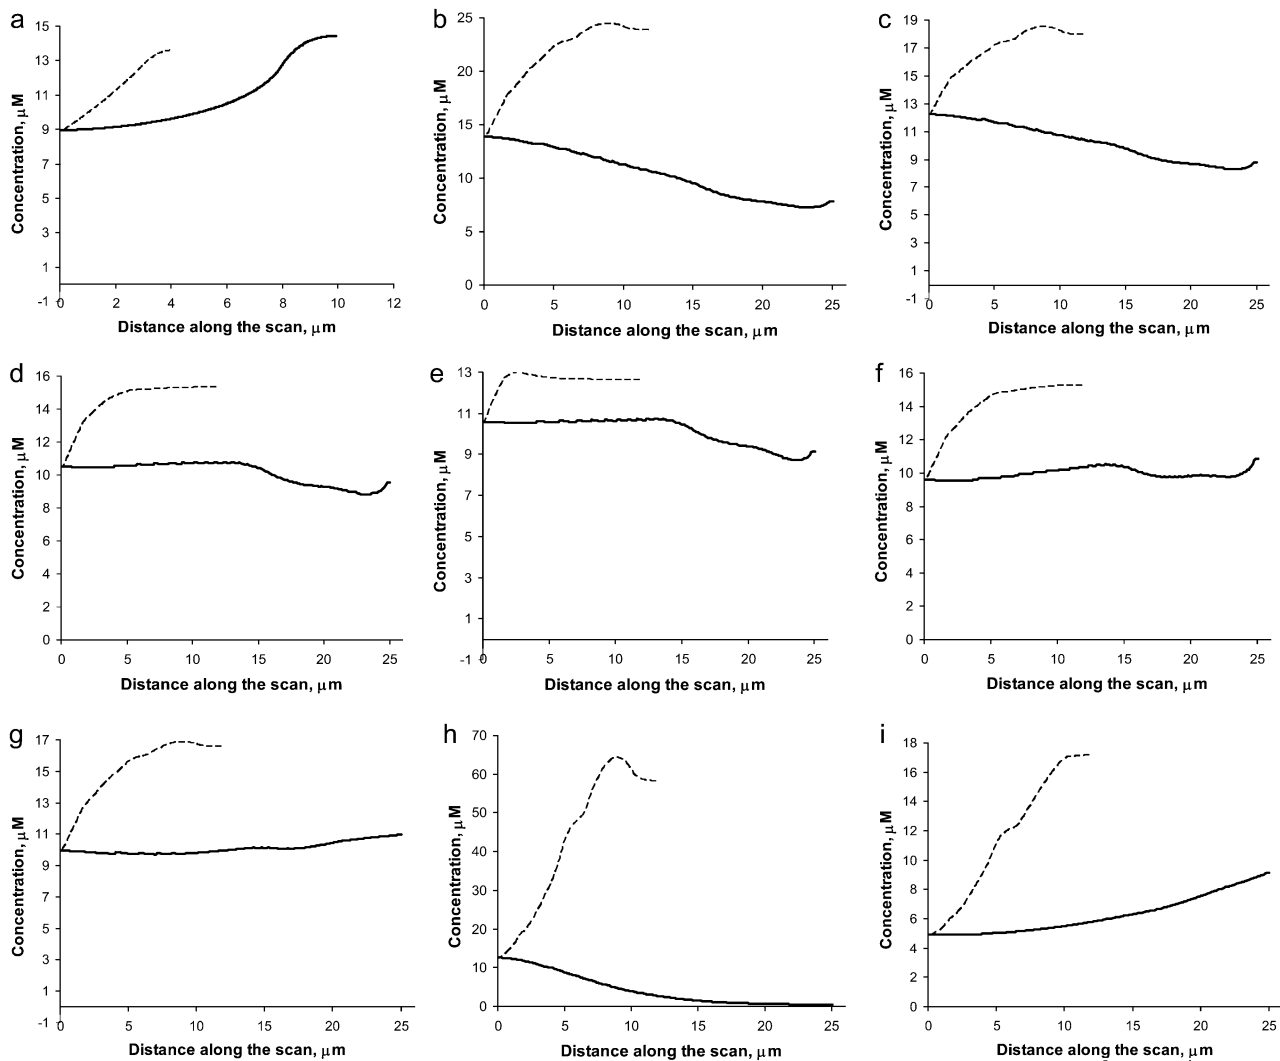 a
15
13
11
9
7
5
3
1
-1
0 2 4 6 8 10 12
Concentration, μM
Distance along the scan, μm
b
25
20
15
10
5
0
0 5 10 15 20 25
Concentration, μM
Distance along the scan, μm
c
19
17
15
13
11
9
7
5
3
1
-1
0 5 10 15 20 25
Concentration, μM
Distance along the scan, μm
d
16
14
12
10
8
6
4
2
0
0 5 10 15 20 25
Concentration, μM
Distance along the scan, μm
e
13
11
9
7
5
3
1
-1
0 5 10 15 20 25
Concentration, μM
Distance along the scan, μm
f
16
14
12
10
8
6
4
2
0
0 5 10 15 20 25
Concentration, μM
Distance along the scan, μm
g
17
15
13
11
9
7
5
3
1
-1
0 5 10 15 20 25
Concentration, μM
Distance along the scan, μm
h
70
60
50
40
30
20
10
0
0 5 10 15 20 25
Concentration, μM
Distance along the scan, μm
i
18
16
14
12
10
8
6
4
2
0
0 5 10 15 20 25
Concentration, μM
Distance along the scan, μm